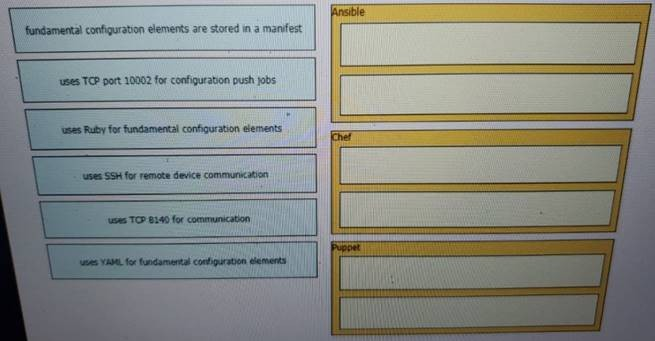 fundamental configuration elements are stored in a manifest
uses TCP port 10002 for configuration push jobs
uses Ruby for fundamental configuration elements
uses SSH for remote device communication
uses TCP 8140 for communication
uses YAML for fundamental configuration elements
Ansible
Chef
Puppet